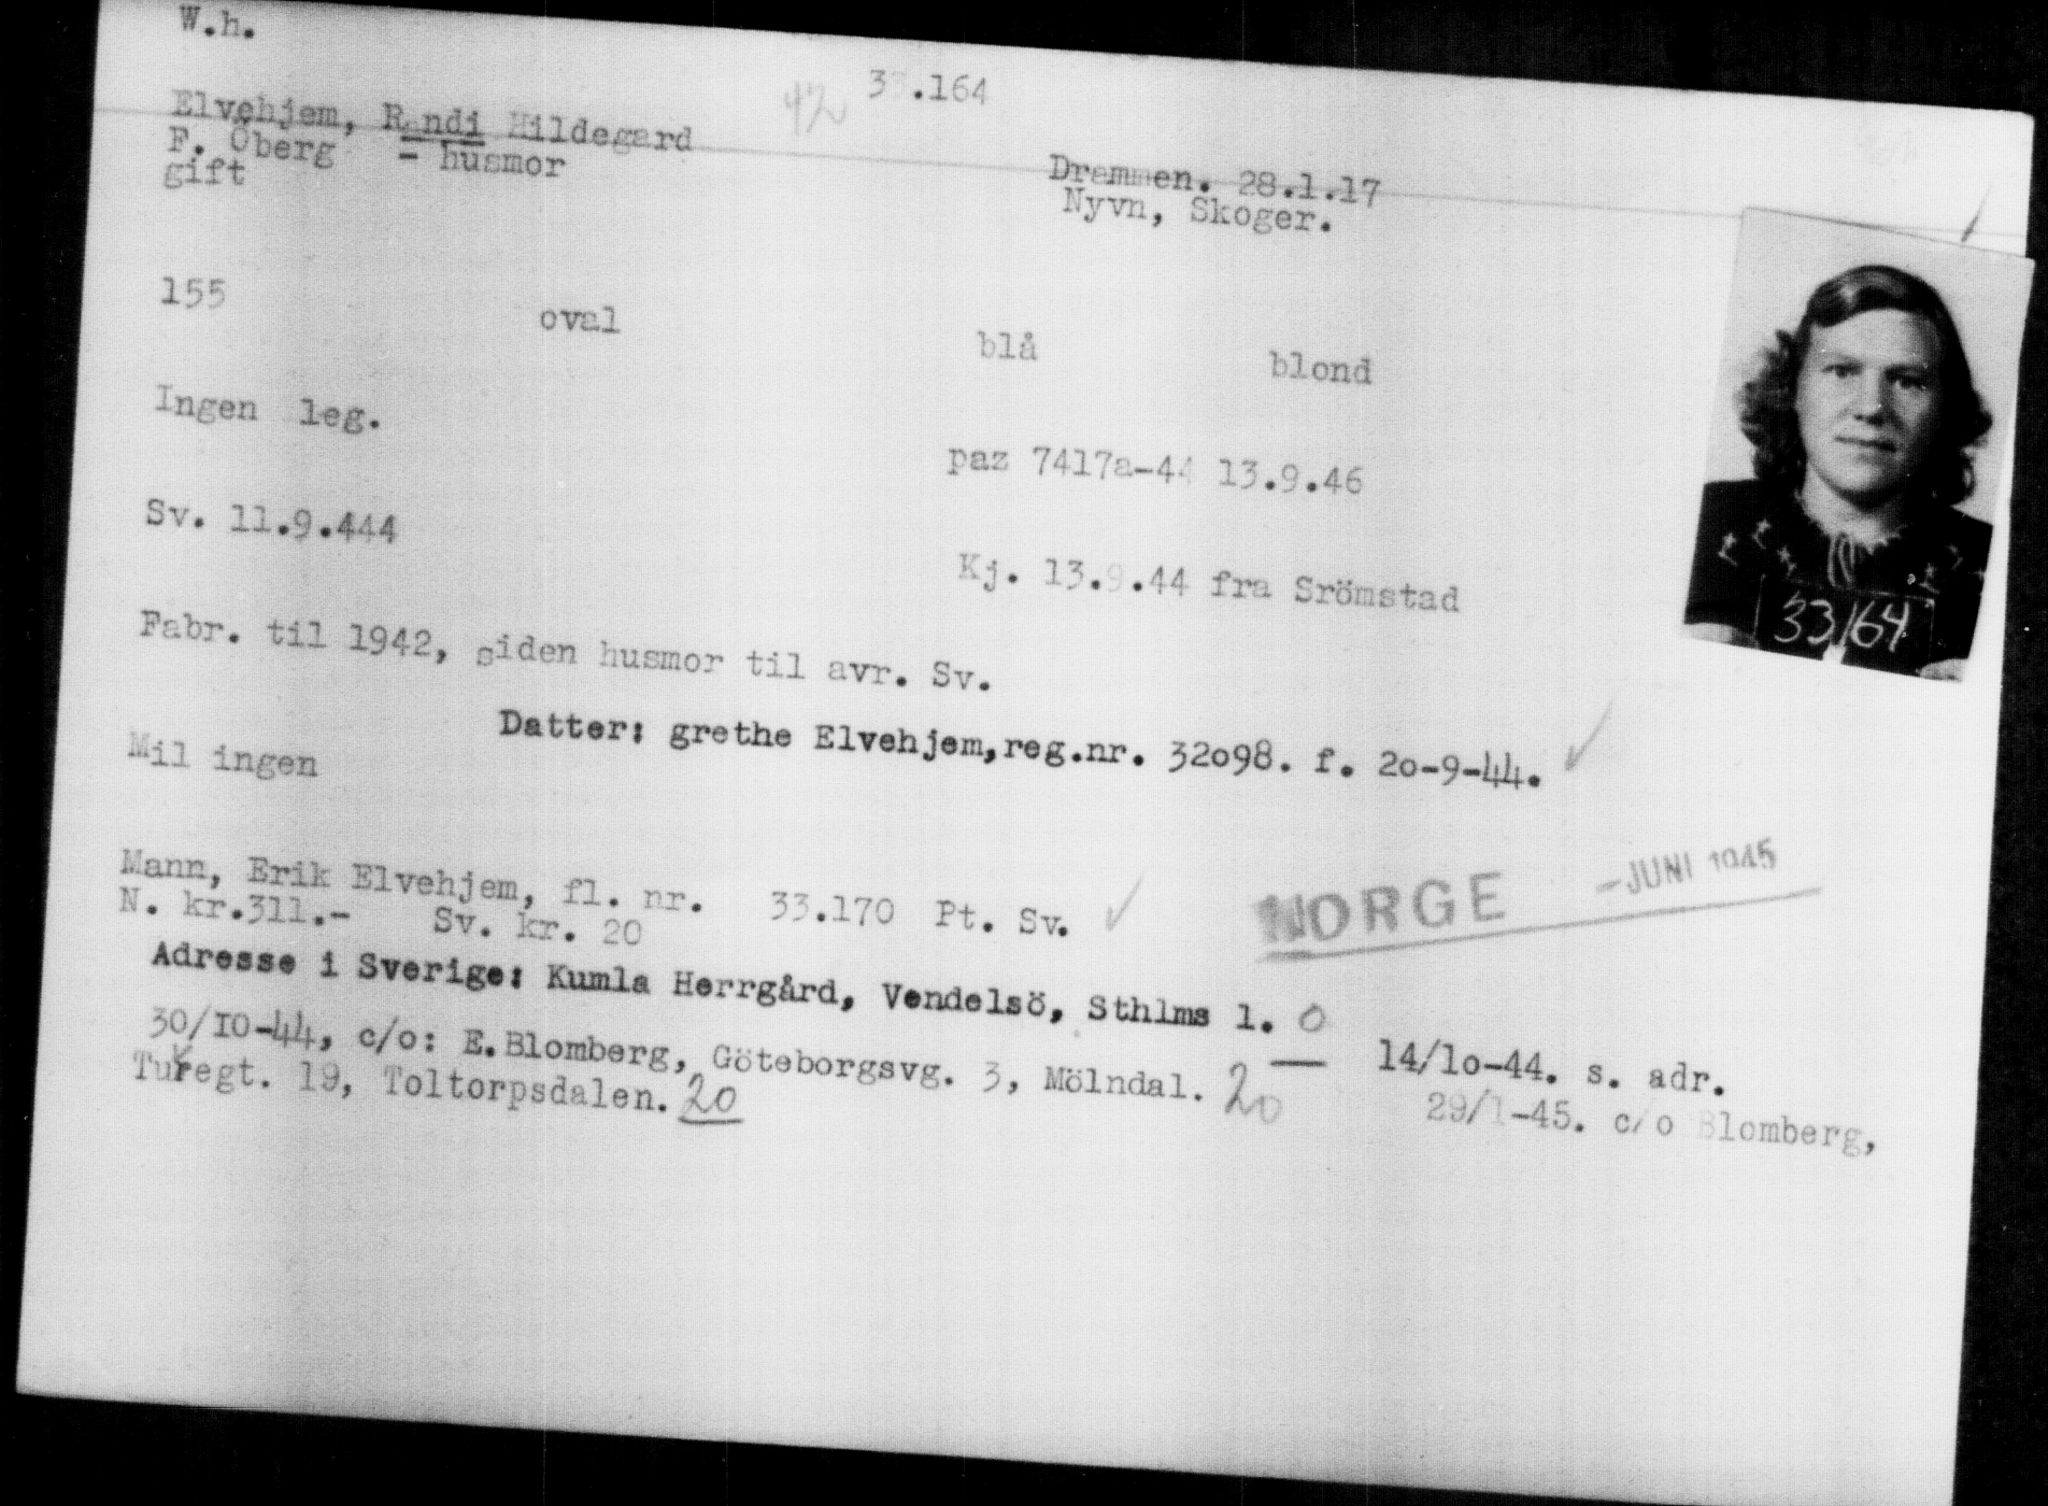 W.h.
33.164
42
Elvehjem, Randi Hildegard
F. Öberg - husmor
gift
Drammen. 28.1.17
Nyvn, Skoger.
155 oval blå blond
Ingen leg.
paz 7417a-44 13.9.46
Sv. 11.9.444
Kj. 13.9.44 fra Srömstad
Fabr. til 1942, siden husmor til avr. Sv.
Datter: grethe Elvehjem,reg.nr. 32o98. f. 2o-9-44.
Mil ingen
Mann, Erik Elvehjem, fl. nr. 33.170 Pt. Sv.
N. kr.311.- Sv. kr. 20
NORGE - JUNI 1945
Adresse i Sverige: Kumla Herrgård, Vendelsö, Sthlms l. 0
14/1o-44. s. adr.
30/IO-44, c/o: E.Blomberg, Göteborgsvg. 3, Mölndal. 20
29/1-45. c/o Blomberg,
Turegt. 19, Toltorpsdalen. 20
33164